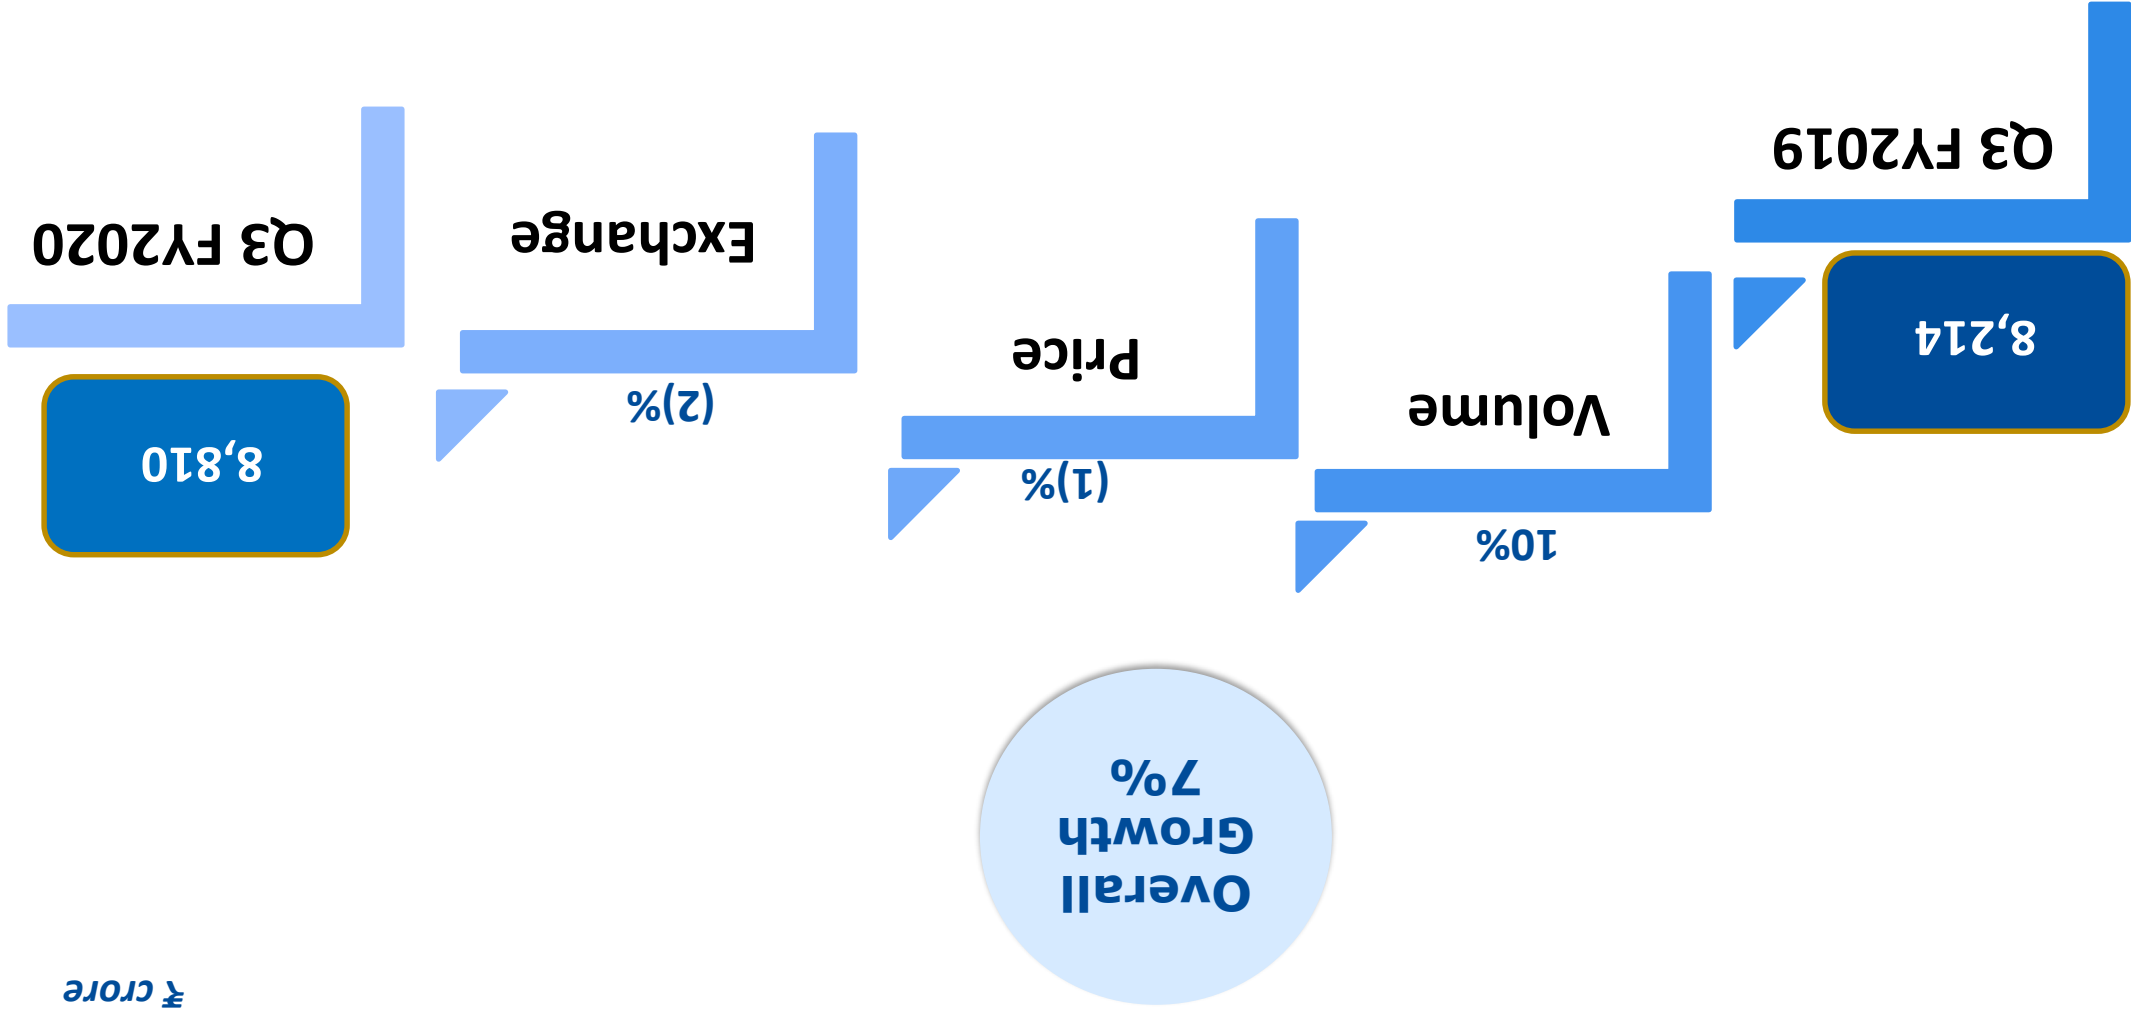 ₹ crore
Overall
Growth
7%
8,214
Q3 FY2019
10%
Volume
(1)%
Price
(2)%
Exchange
8,810
Q3 FY2020